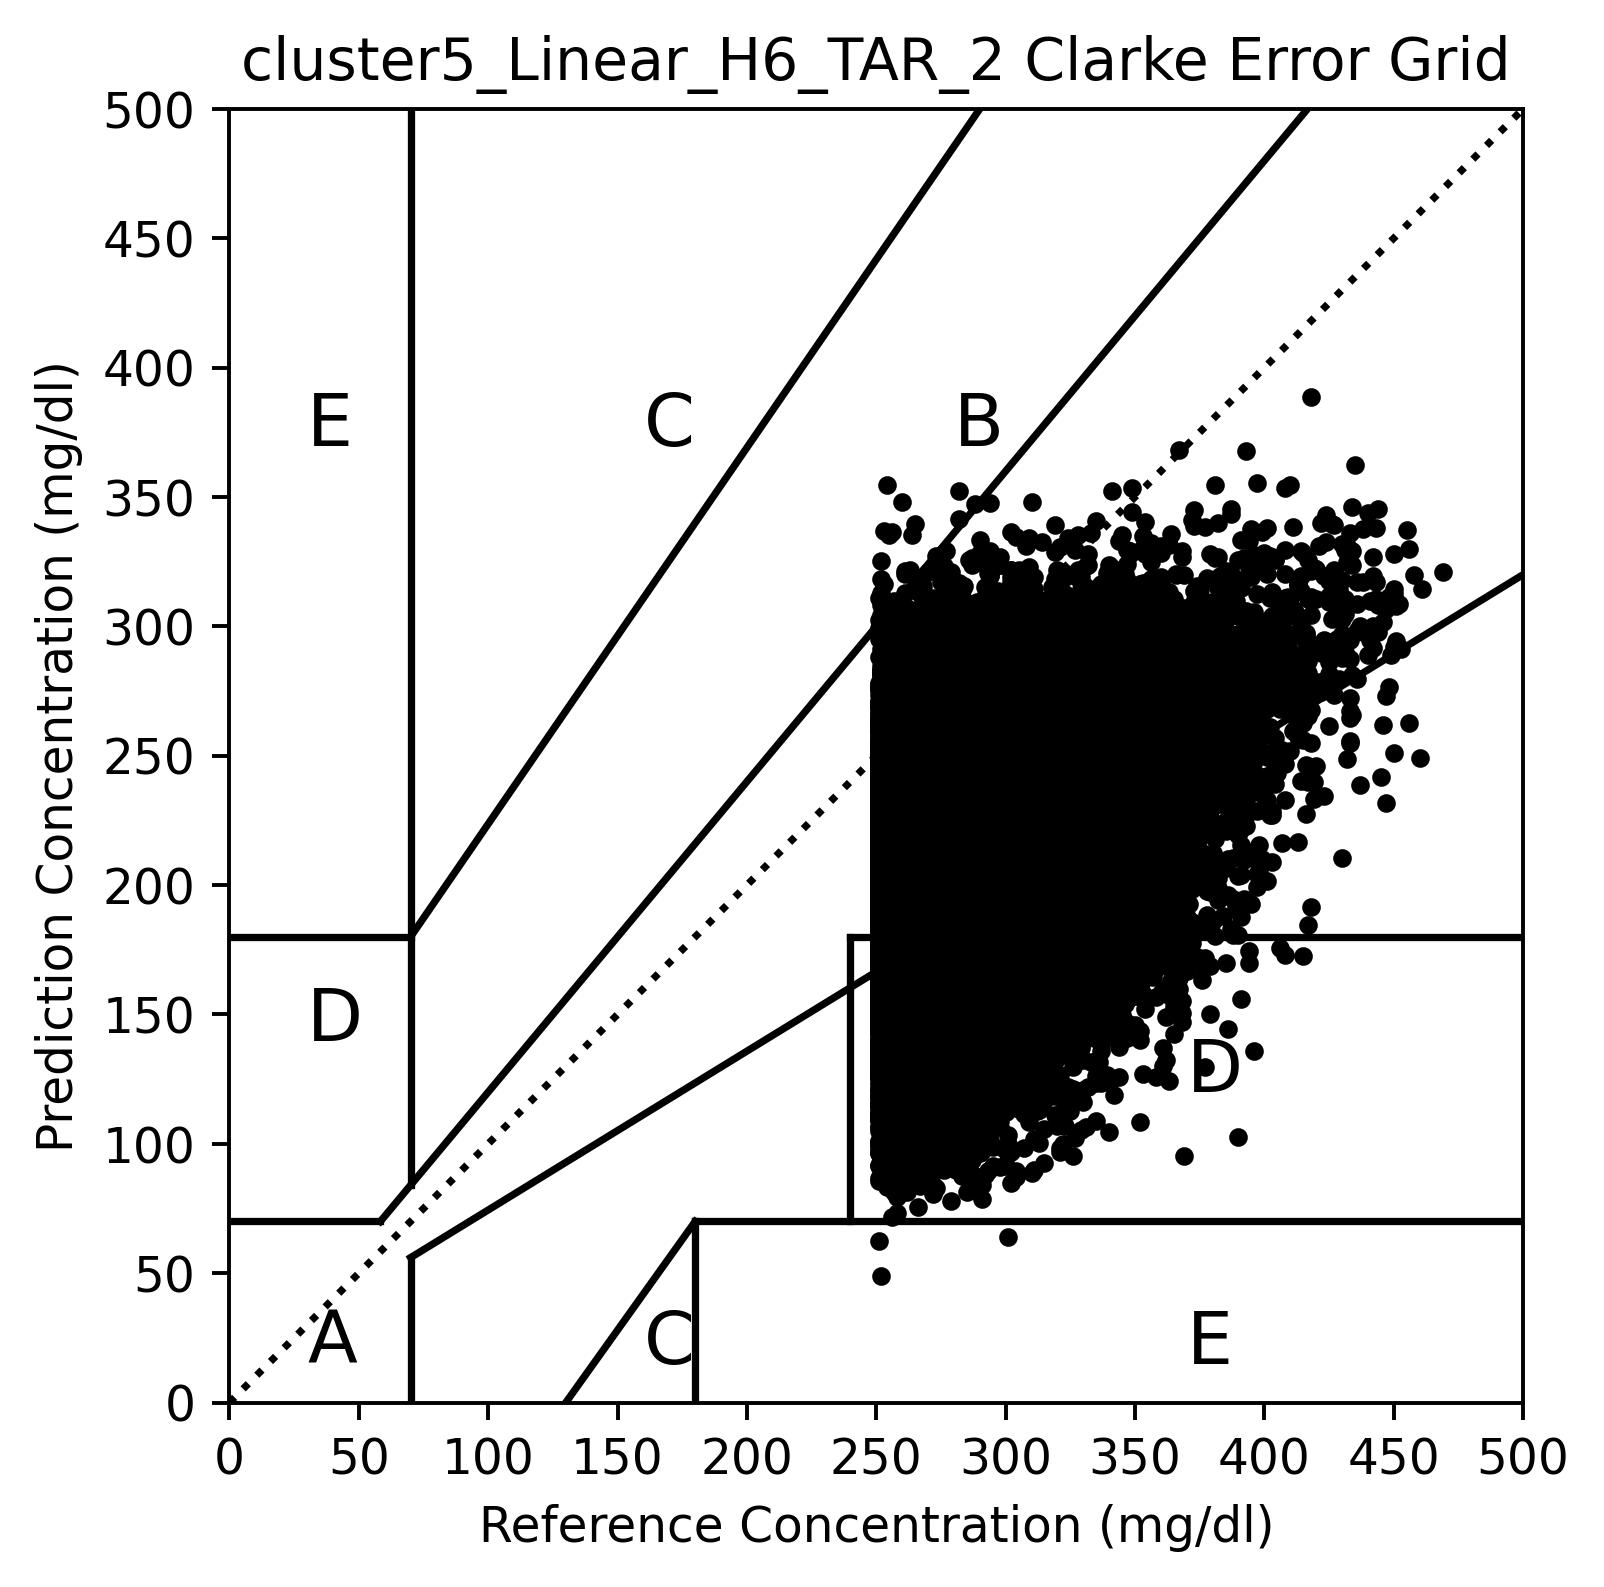 cluster5_Linear_H6_TAR_2 Clarke Error Grid
500
450
400
350
300
250
200
150
100
50
0
Prediction Concentration (mg/dl)
E
C
B
D
D
A
C
E
0 50 100 150 200 250 300 350 400 450 500
Reference Concentration (mg/dl)